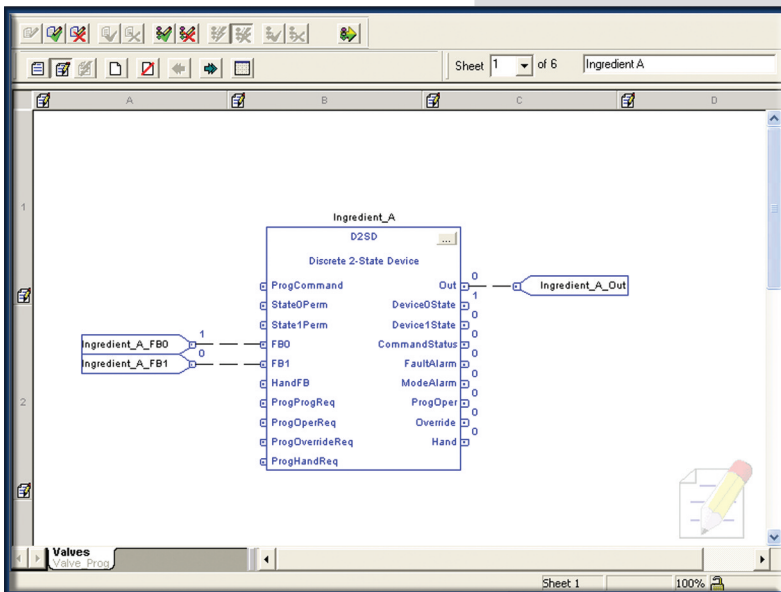 Sheet 1 of 6 Ingredient A
A B C D
1
Ingredient_A
D2SD ...
Discrete 2-State Device
ProgCommand Out 0 Ingredient_A_Out
State0Perm Device0State 1
State1Perm Device1State 0
Ingredient_A_FB0 1 FB0 CommandStatus 0
Ingredient_A_FB1 0 FB1 FaultAlarm 0
HandFB ModeAlarm 0
2
ProgProgReq ProgOper 0
ProgOperReq Override 0
ProgOverrideReq Hand 0
ProgHandReq
Valves
Valve_Prog
Sheet 1 100%